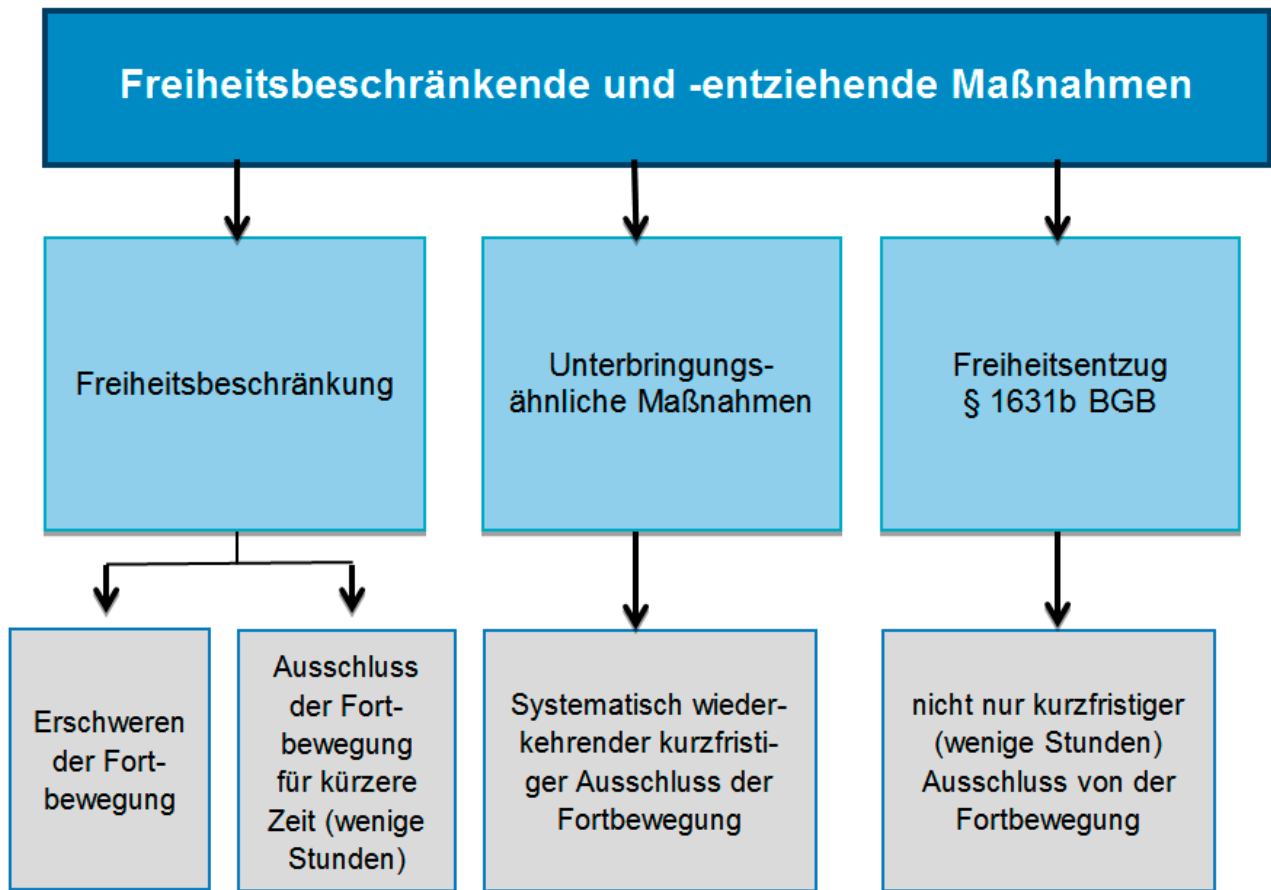 Freiheitsbeschränkende und -entziehende Maßnahmen
Freiheitsbeschränkung
Unterbringungs-
ähnliche Maßnahmen
Freiheitsentzug
§ 1631b BGB
Erschweren
der Fort-
bewegung
Ausschluss
der Fort-
bewegung
für kürzere
Zeit (wenige
Stunden)
Systematisch wieder-
kehrender kurzfristi-
ger Ausschluss der
Fortbewegung
nicht nur kurzfristiger
(wenige Stunden)
Ausschluss von der
Fortbewegung